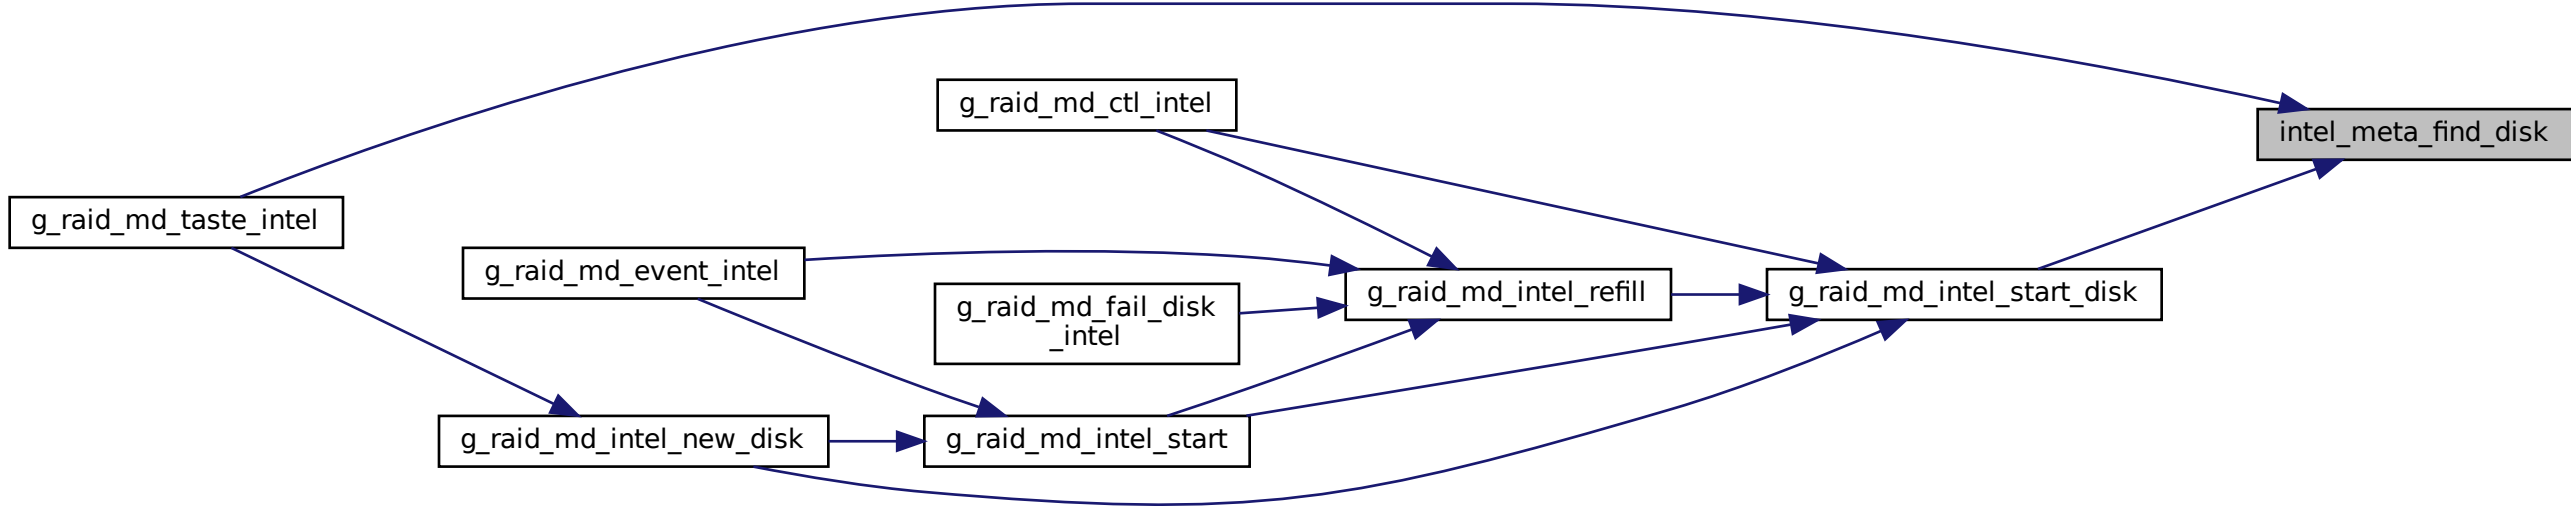 g_raid_md_ctl_intel
intel_meta_find_disk
g_raid_md_taste_intel
g_raid_md_event_intel
g_raid_md_fail_disk
_intel
g_raid_md_intel_refill
g_raid_md_intel_start_disk
g_raid_md_intel_new_disk
g_raid_md_intel_start